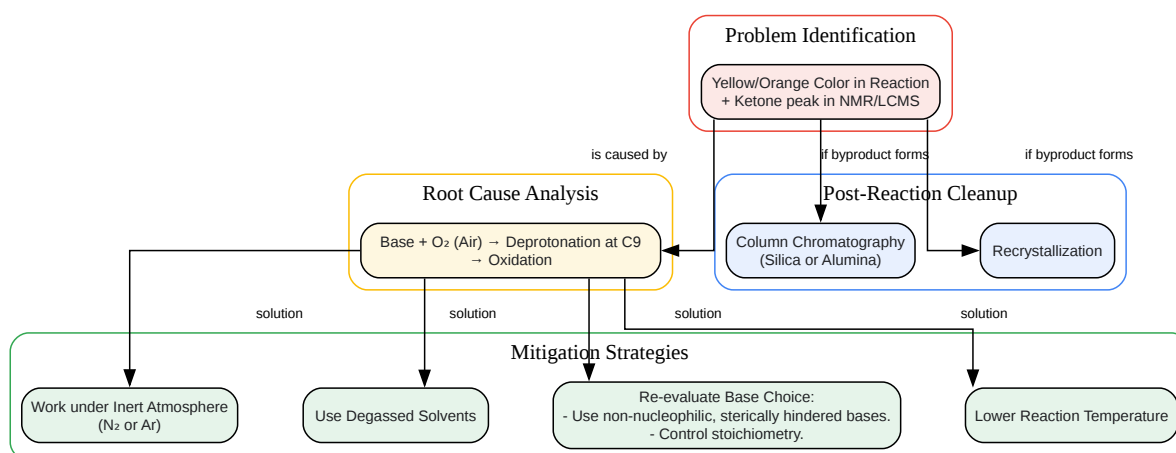 Problem Identification
Yellow/Orange Color in Reaction
+ Ketone peak in NMR/LCMS
is caused by
if byproduct forms
if byproduct forms
Root Cause Analysis
Post-Reaction Cleanup
Base + O₂ (Air) → Deprotonation at C9
→ Oxidation
Column Chromatography
(Silica or Alumina)
Recrystallization
solution
solution
solution
solution
Mitigation Strategies
Work under Inert Atmosphere
(N₂ or Ar)
Use Degassed Solvents
Re-evaluate Base Choice:
- Use non-nucleophilic, sterically hindered bases.
- Control stoichiometry.
Lower Reaction Temperature